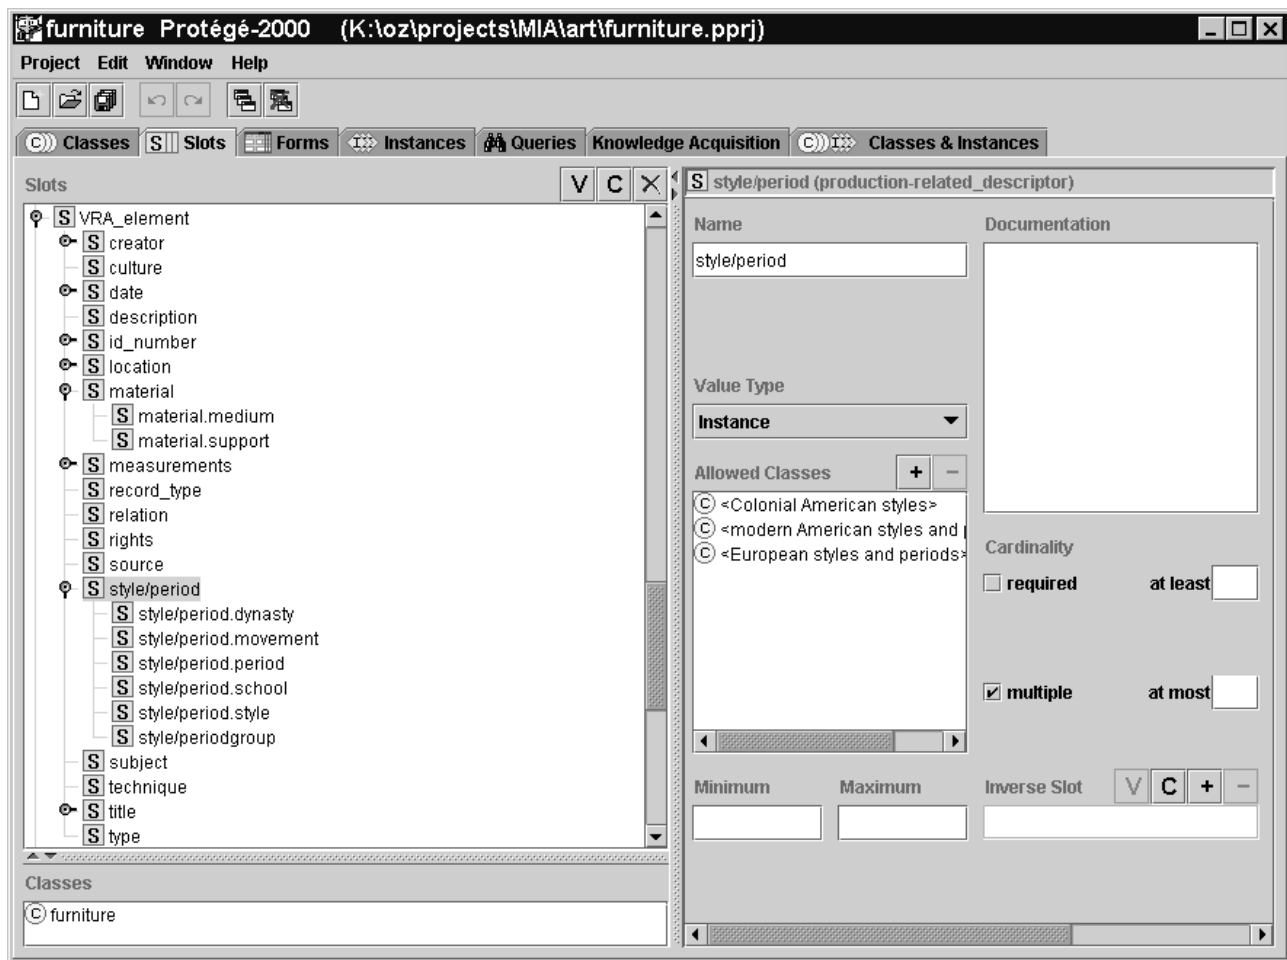 furniture Protégé-2000 (K:\oz\projects\MIA\art\furniture.pprj)
Project Edit Window Help
C Classes S Slots Forms I Instances Queries Knowledge Acquisition C I Classes & Instances
Slots V C
S VRA_element
S creator
S culture
S date
S description
S id_number
S location
S material
S material.medium
S material.support
S measurements
S record_type
S relation
S rights
S source
S style/period
S style/period.dynasty
S style/period.movement
S style/period.period
S style/period.school
S style/period.style
S style/periodgroup
S subject
S technique
S title
S type
Classes
C furniture
S style/period (production-related_descriptor)
Name
style/period
Documentation
Value Type
Instance
Allowed Classes + -
C <Colonial American styles>
C <modern American styles and
C <European styles and periods>
Cardinality
required at least
multiple at most
Minimum Maximum Inverse Slot V C + -